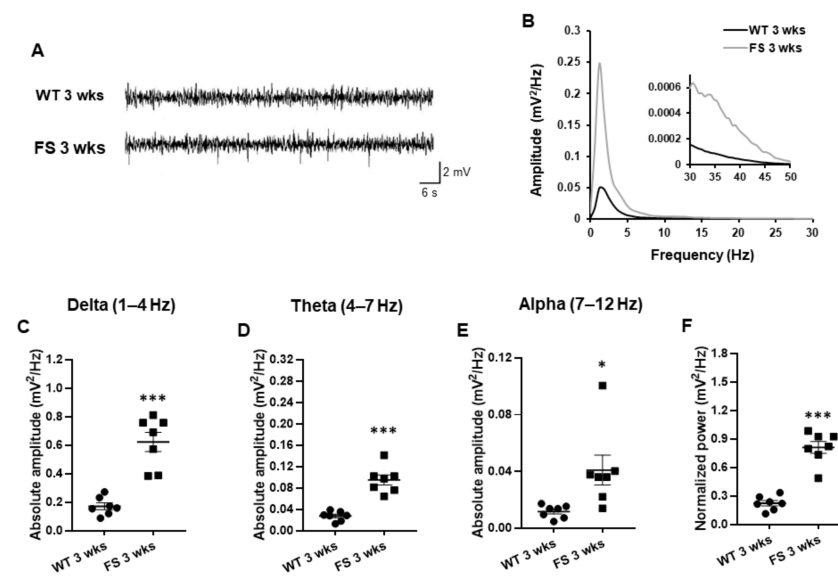 A
WT 3 wks
FS 3 wks
2 mV
6 s
B
WT 3 wks
FS 3 wks
Amplitude (mV²/Hz)
0.3
0.25
0.2
0.15
0.1
0.05
0
0 5 10 15 20 25 30
Frequency (Hz)
0.0006
0.0004
0.0002
0
30 35 40 45 50
Delta (1–4 Hz)
C
Absolute amplitude (mV²/Hz)
1.2
1.0
0.8
0.6
0.4
0.2
0.0
***
WT 3 wks
FS 3 wks
Theta (4–7 Hz)
D
Absolute amplitude (mV²/Hz)
0.32
0.28
0.24
0.20
0.16
0.12
0.08
0.04
0.00
***
WT 3 wks
FS 3 wks
Alpha (7–12 Hz)
E
Absolute amplitude (mV²/Hz)
0.12
0.08
0.04
0.00
*
WT 3 wks
FS 3 wks
F
Normalized power (mV²/Hz)
1.8
1.5
1.2
0.9
0.6
0.3
0.0
***
WT 3 wks
FS 3 wks